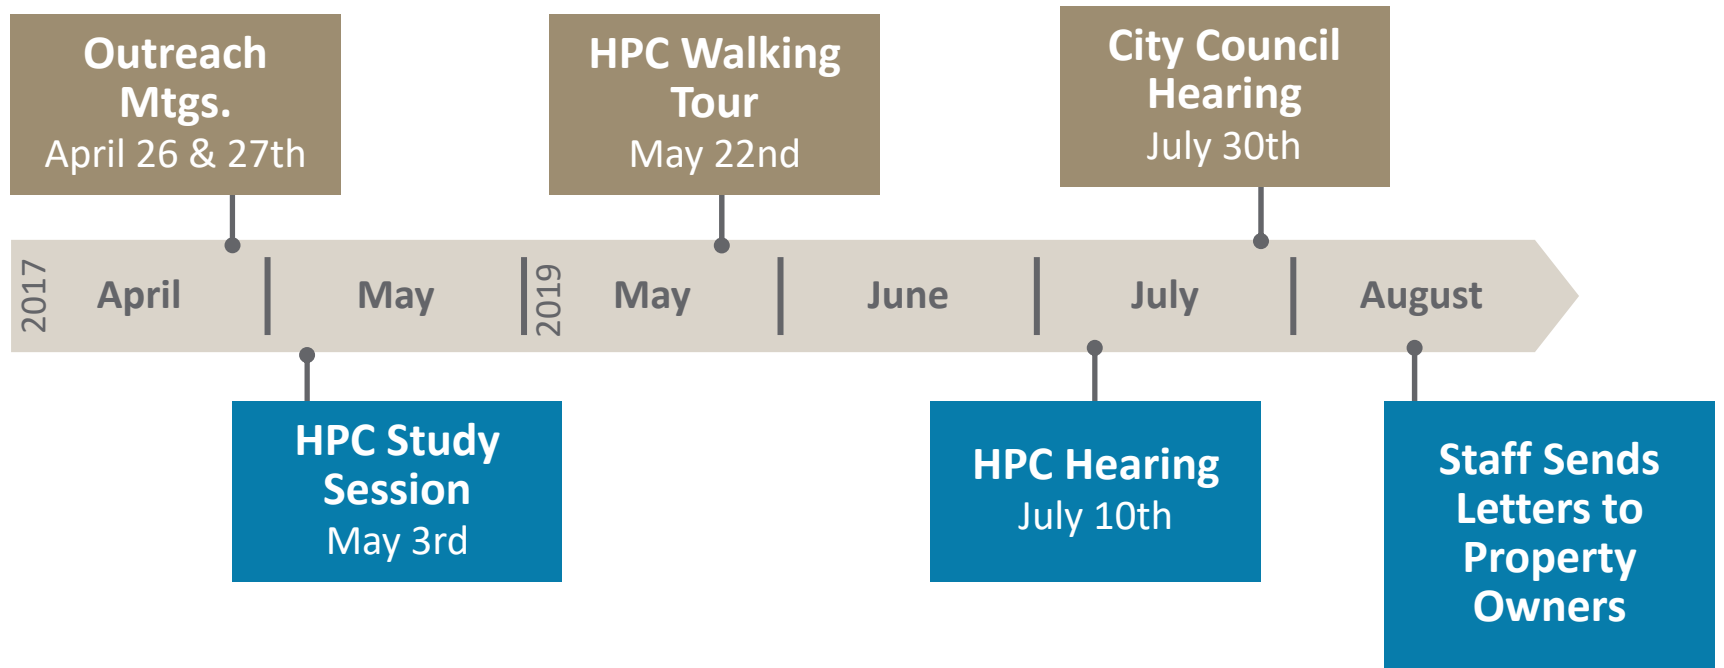 Outreach
Mtgs.
April 26 & 27th
HPC Walking
Tour
May 22nd
City Council
Hearing
July 30th
2017
April
May
2019
May
June
July
August
HPC Study
Session
May 3rd
HPC Hearing
July 10th
Staff Sends
Letters to
Property
Owners